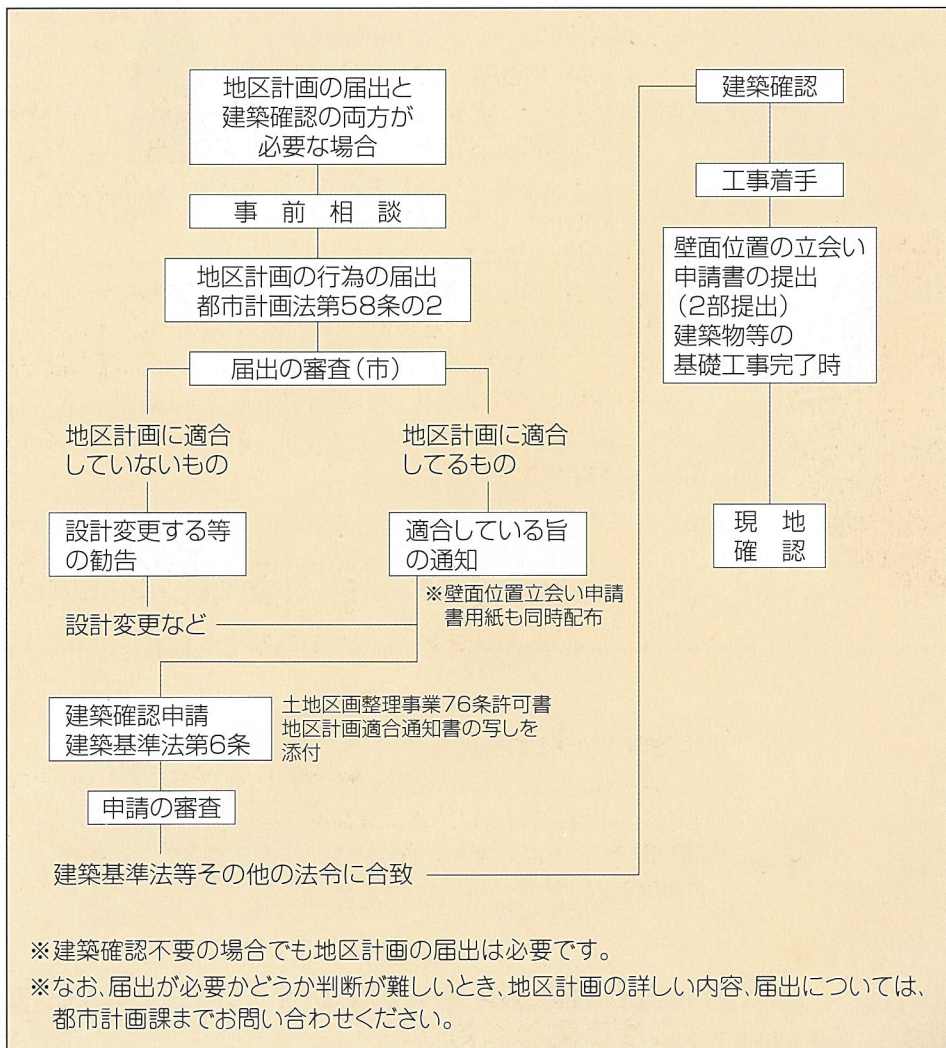 地区計画の届出と
建築確認の両方が
必要な場合
事前相談
地区計画の行為の届出
都市計画法第58条の2
届出の審査(市)
地区計画に適合
していないもの
地区計画に適合
してるもの
設計変更する等
の勧告
適合している旨
の通知
※壁面位置立会い申請
書用紙も同時配布
設計変更など
建築確認申請
建築基準法第6条
土地区画整理事業76条許可書
地区計画適合通知書の写しを
添付
申請の審査
建築基準法等その他の法令に合致
建築確認
工事着手
壁面位置の立会い
申請書の提出
(2部提出)
建築物等の
基礎工事完了時
現地
確認
※建築確認不要の場合でも地区計画の届出は必要です。
※なお、届出が必要かどうか判断が難しいとき、地区計画の詳しい内容、届出については、
都市計画課までお問い合わせください。